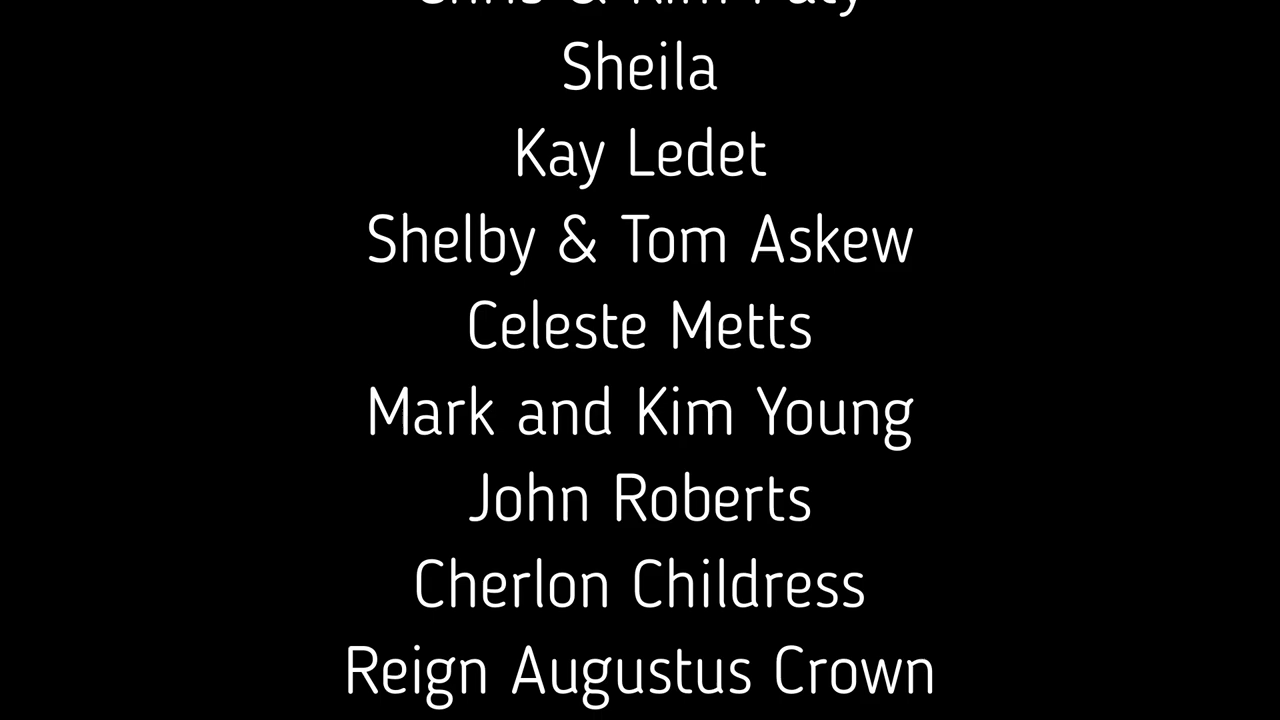 Sheila
Kay Ledet
Shelby & Tom Askew
Celeste Metts
Mark and Kim Young
John Roberts
Cherlon Childress
Reign Augustus Crown